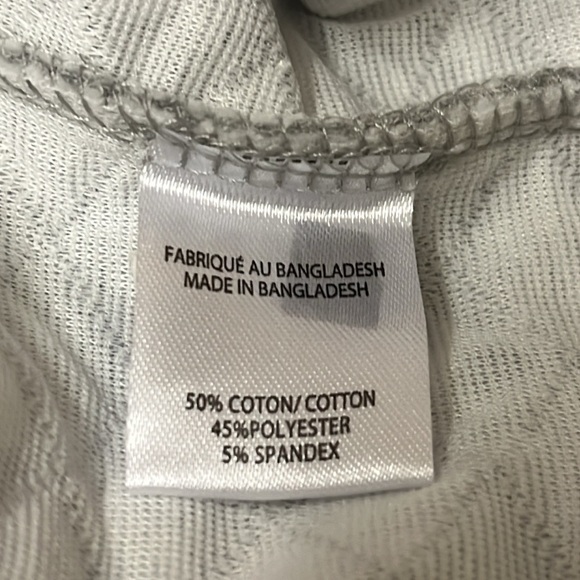 FABRIQUÉ AU BANGLADESH
MADE IN BANGLADESH
50% COTON/ COTTON
45%POLYESTER
5% SPANDEX